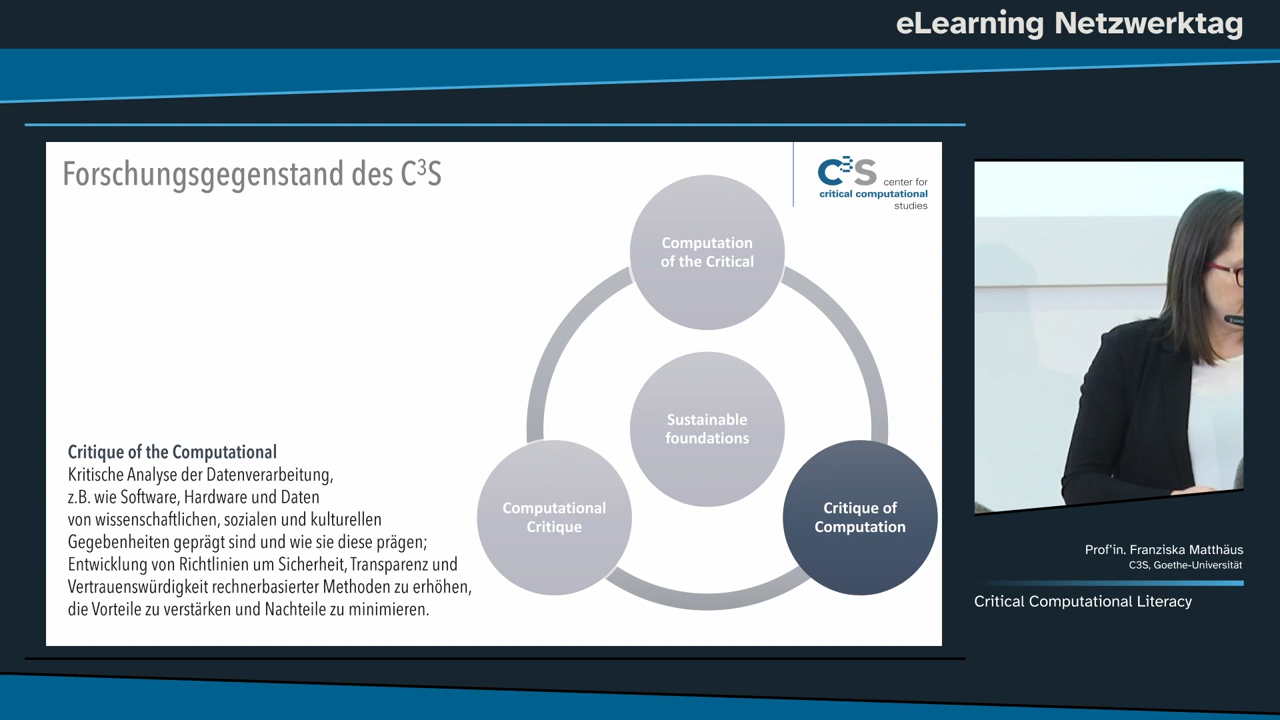 eLearning Netzwerktag
Forschungsgegenstand des C³S
C³S center for
critical computational
studies
Computation
of the Critical
Sustainable
foundations
Computational
Critique
Critique of
Computation
Critique of the Computational
Kritische Analyse der Datenverarbeitung,
z.B. wie Software, Hardware und Daten
von wissenschaftlichen, sozialen und kulturellen
Gegebenheiten geprägt sind und wie sie diese prägen;
Entwicklung von Richtlinien um Sicherheit, Transparenz und
Vertrauenswürdigkeit rechnerbasierter Methoden zu erhöhen,
die Vorteile zu verstärken und Nachteile zu minimieren.
Prof'in. Franziska Matthäus
C3S, Goethe-Universität
Critical Computational Literacy